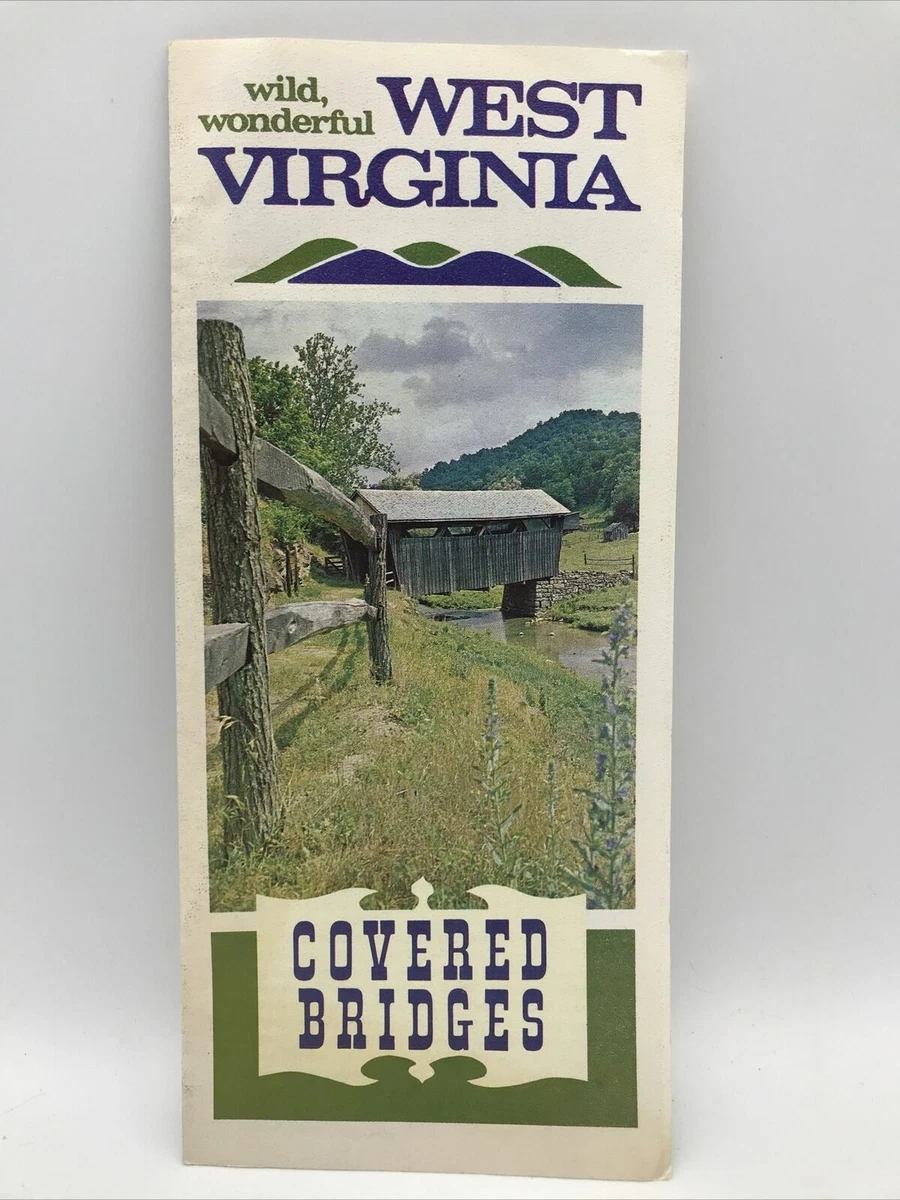 wild,
wonderful WEST
VIRGINIA
COVERED
BRIDGES